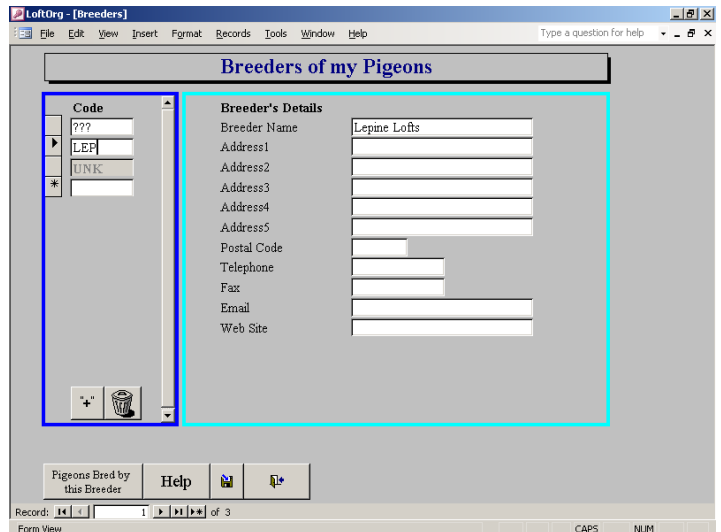 LoftOrg - [Breeders]
File Edit View Insert Format Records Tools Window Help Type a question for help
Breeders of my Pigeons
Code
???
LEP
UNK
*
Breeder's Details
Breeder Name Lepine Lofts
Address1
Address2
Address3
Address4
Address5
Postal Code
Telephone
Fax
Email
Web Site
"+"
Pigeons Bred by
this Breeder
Help
Record: 1 of 3
Form View CAPS NUM